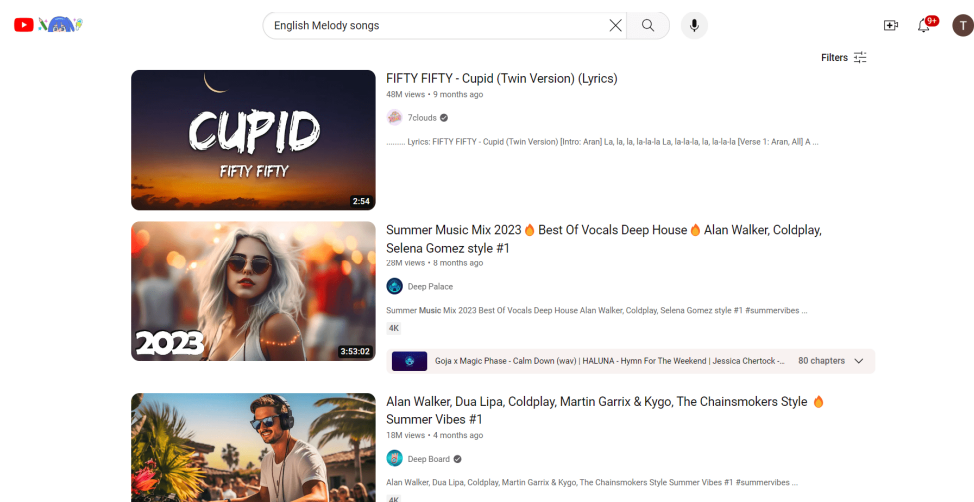 English Melody songs
9+
T
Filters
CUPID
FIFTY FIFTY
2:54
FIFTY FIFTY - Cupid (Twin Version) (Lyrics)
48M views • 9 months ago
7clouds
......... Lyrics: FIFTY FIFTY - Cupid (Twin Version) [Intro: Aran] La, la, la, la-la-la La, la-la-la, la, la-la-la [Verse 1: Aran, All] A ...
2023
3:53:02
Summer Music Mix 2023🔥Best Of Vocals Deep House🔥Alan Walker, Coldplay,
Selena Gomez style #1
28M views • 8 months ago
Deep Palace
Summer Music Mix 2023 Best Of Vocals Deep House Alan Walker, Coldplay, Selena Gomez style #1 #summervibes ...
4K
Goja x Magic Phase - Calm Down (wav) | HALUNA - Hymn For The Weekend | Jessica Chertock -...
80 chapters
Alan Walker, Dua Lipa, Coldplay, Martin Garrix & Kygo, The Chainsmokers Style 🔥
Summer Vibes #1
18M views • 4 months ago
Deep Board
Alan Walker, Dua Lipa, Coldplay, Martin Garrix & Kygo, The Chainsmokers Style Summer Vibes #1 #summervibes ...
4K